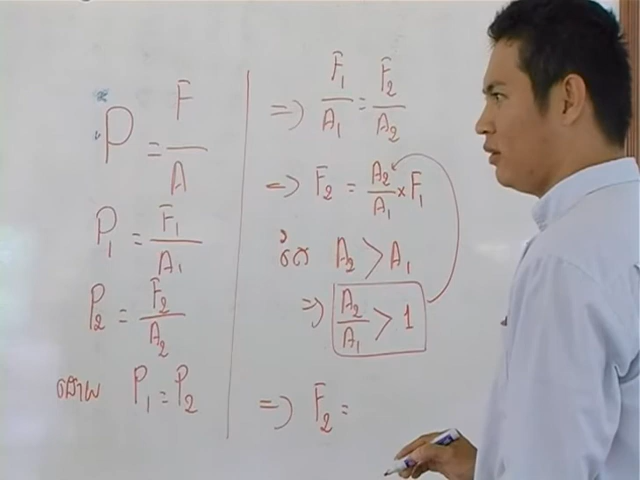 P = F/A
P₁ = F₁/A₁
P₂ = F₂/A₂
P₁ = P₂
=> F₁/A₁ = F₂/A₂
=> F₂ = A₂/A₁ × F₁
A₂ > A₁
=> A₂/A₁ > 1
=> F₂ =